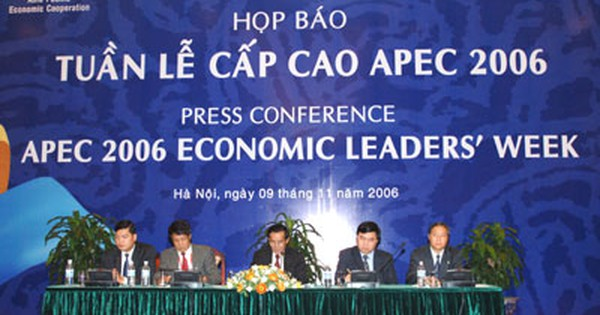 Economic Cooperation
HỌP BÁO
TUẦN LỄ CẤP CAO APEC 2006
PRESS CONFERENCE
APEC 2006 ECONOMIC LEADERS' WEEK
Hà Nội, ngày 09 tháng 11 năm 2006